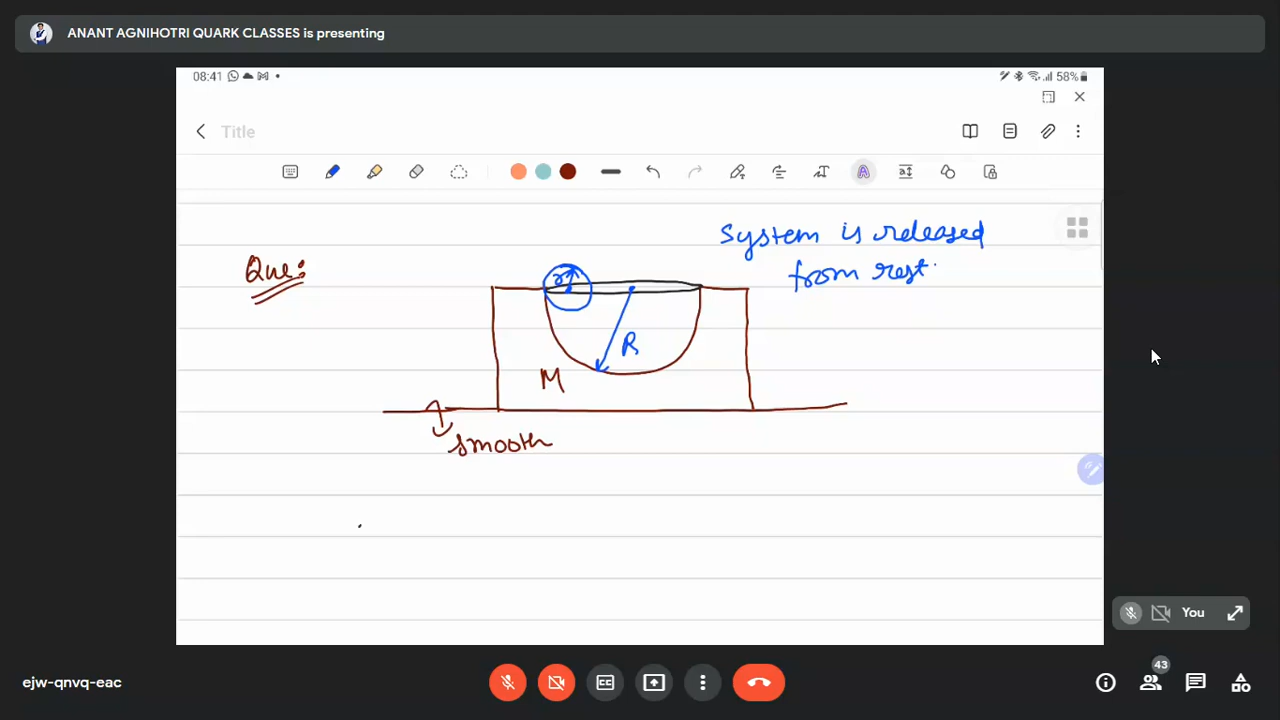 ANANT AGNIHOTRI QUARK CLASSES is presenting
08:41
58%
Title
System is released
from rest.
Que:
r
R
M
smooth
You
ejw-qnvq-eac
43